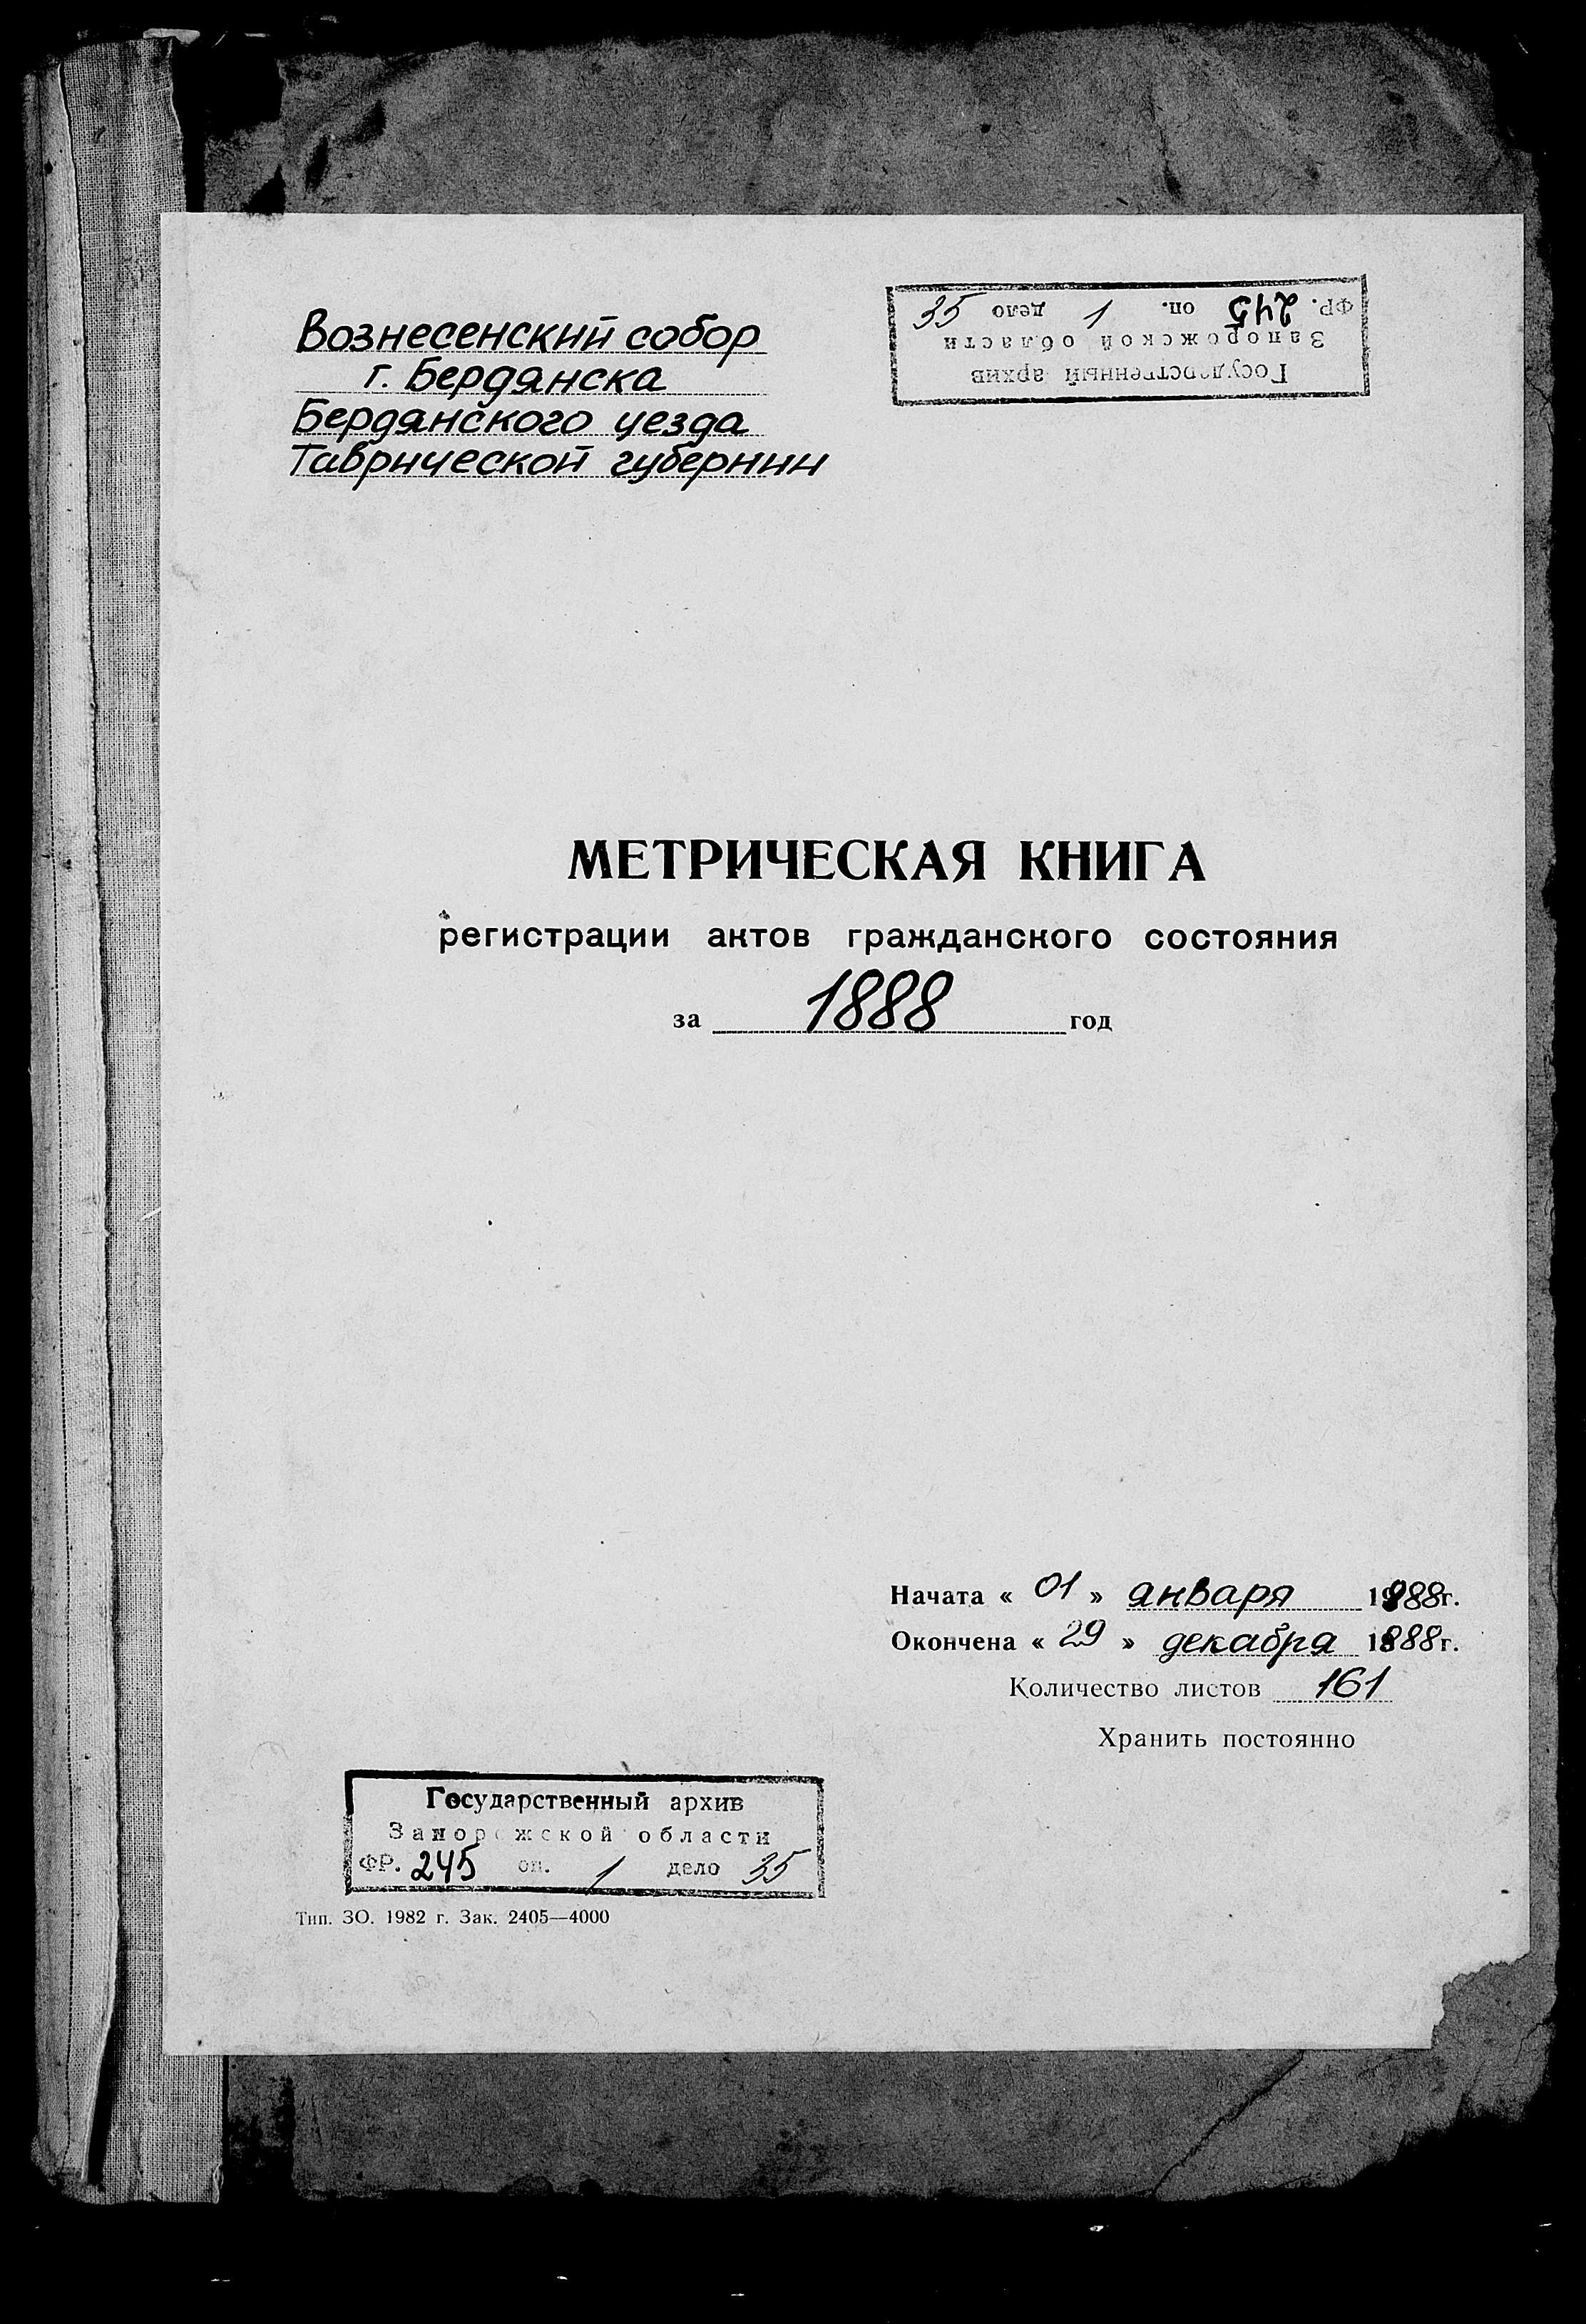 Вознесенский собор
г. Бердянска
Бердянского уезда
Таврической губернии
Государственный архив
Запорожской области
ФР. 245 оп. 1 дело 35
МЕТРИЧЕСКАЯ КНИГА
регистрации актов гражданского состояния
за 1888 год
Начата « 01 » января 1888г.
Окончена « 29 » декабря 1888г.
Количество листов 161
Хранить постоянно
Государственный архив
Запорожской области
ФР. 245 оп. 1 дело 35
Тип. ЗО. 1982 г. Зак. 2405—4000